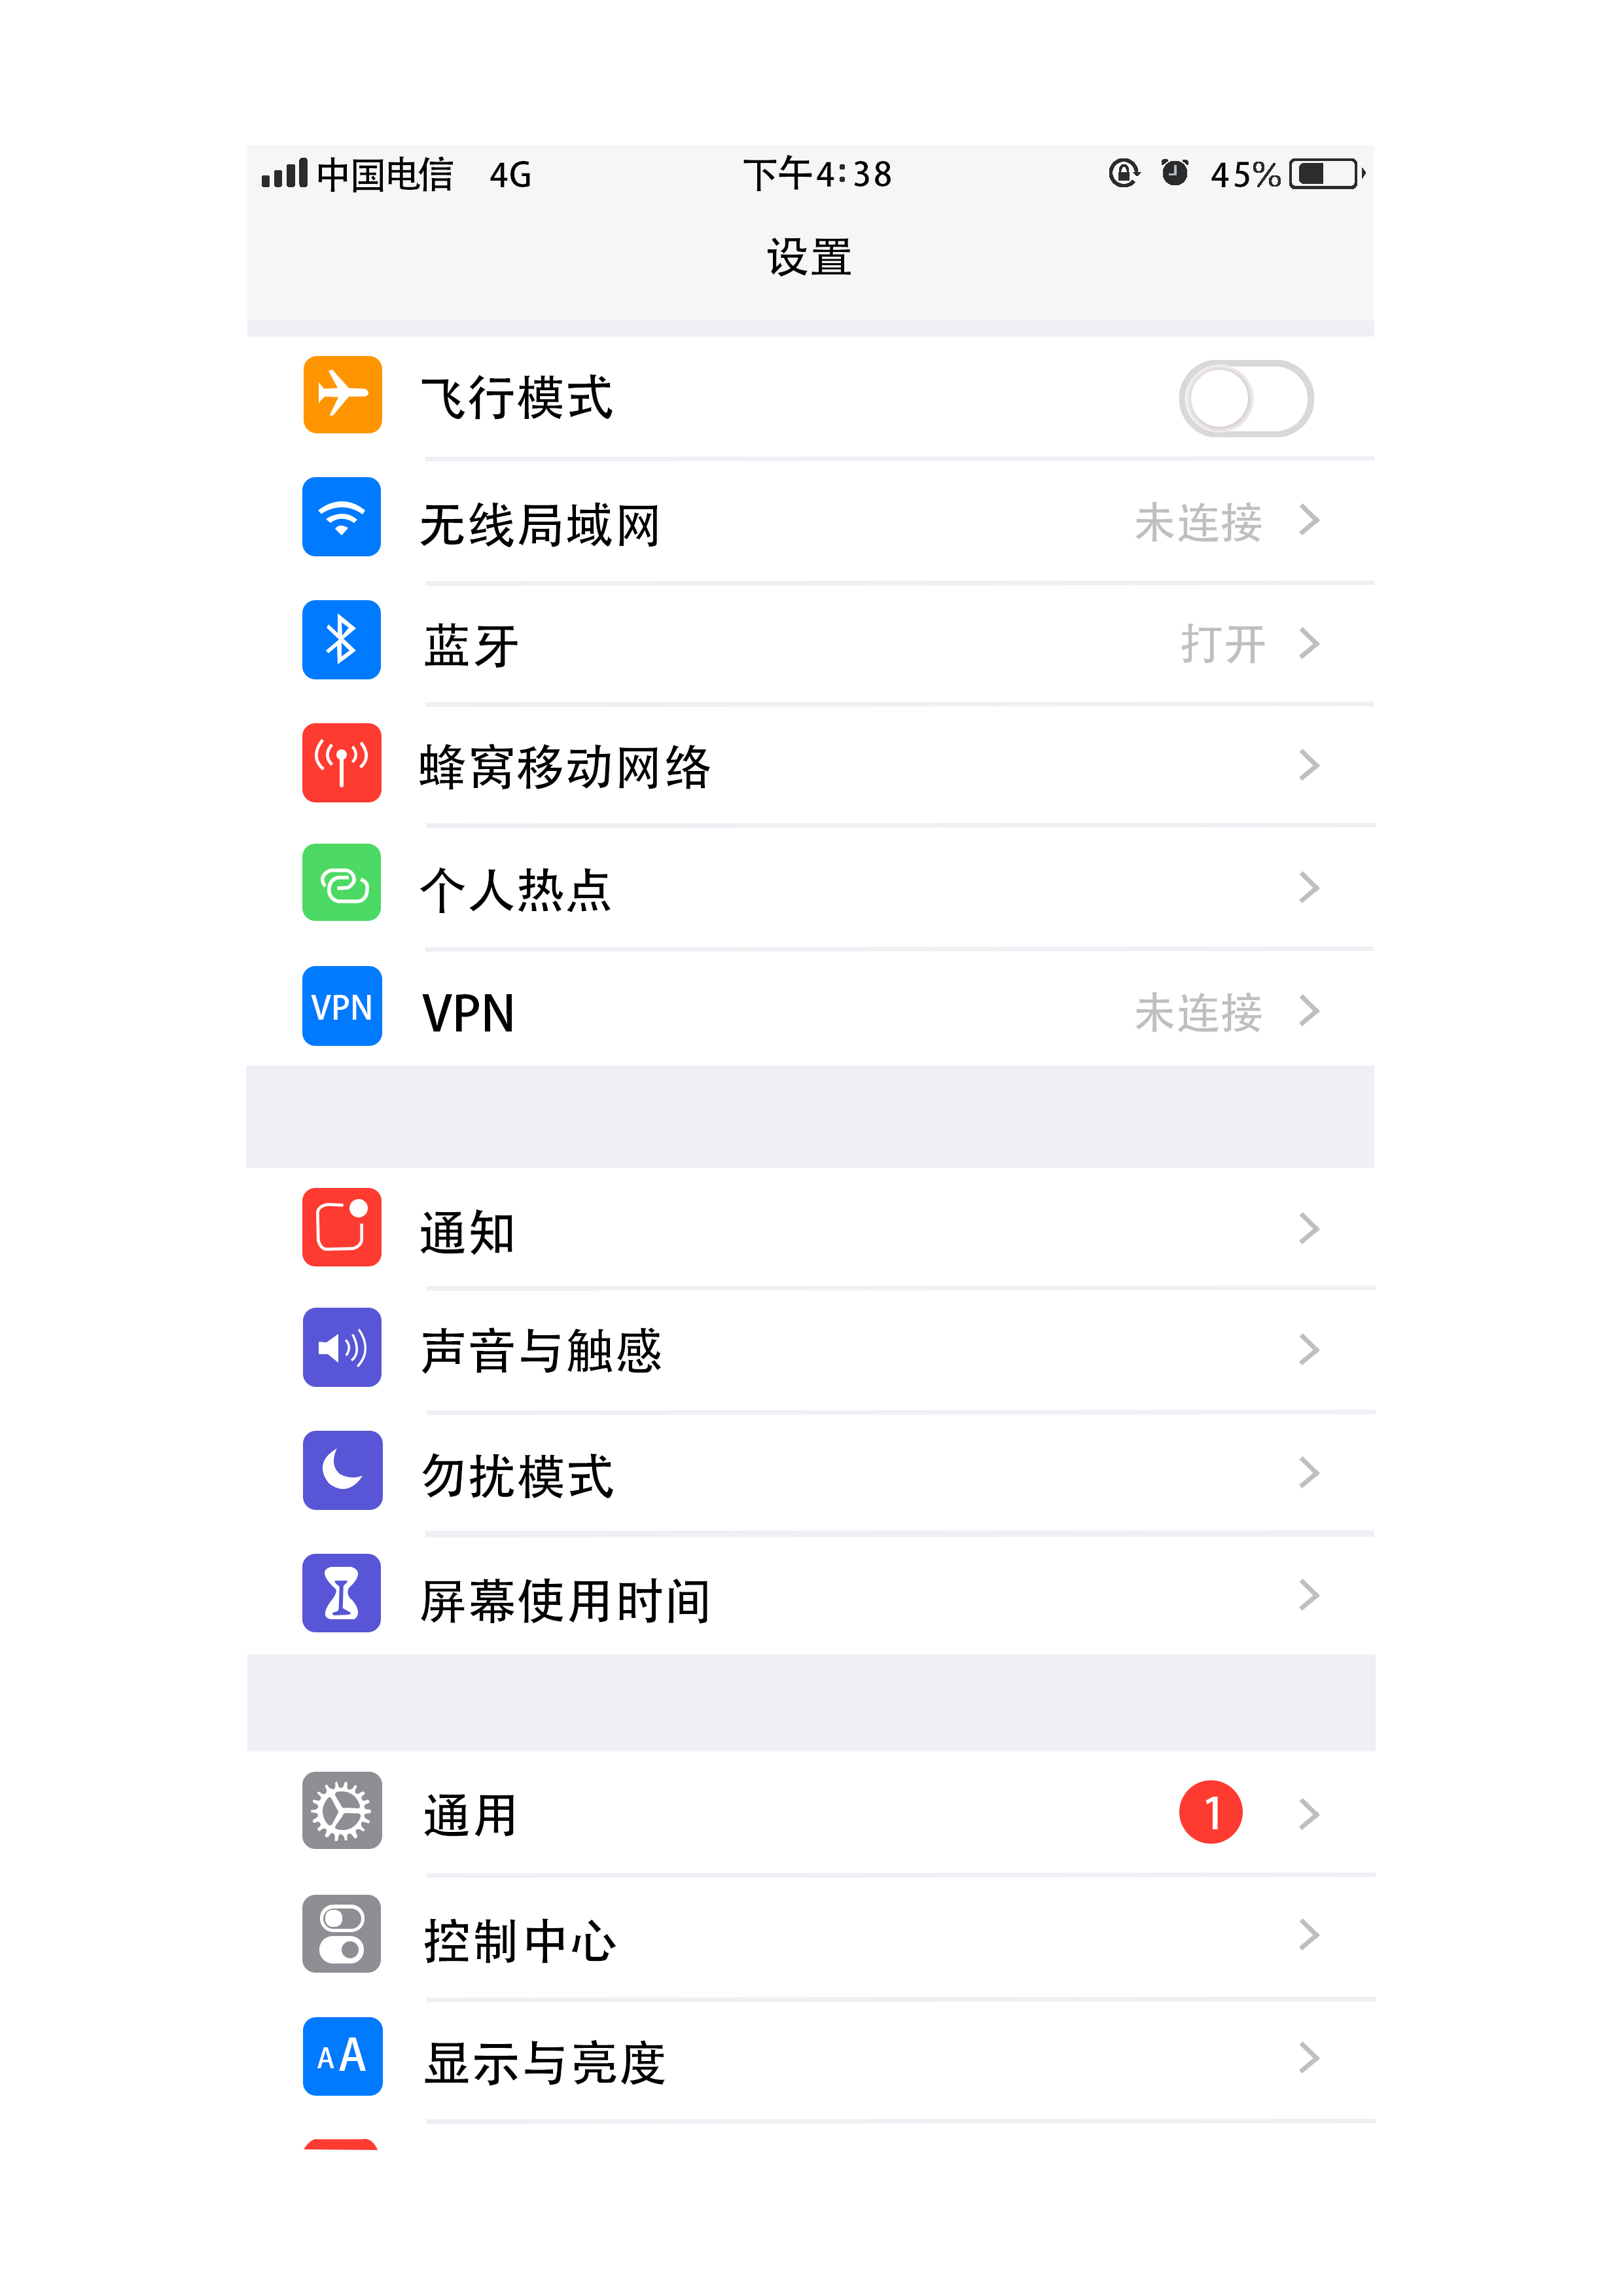 中国电信 4G 下午4:38 45%
设置
飞行模式
无线局域网 未连接
蓝牙 打开
蜂窝移动网络
个人热点
VPN VPN 未连接
通知
声音与触感
勿扰模式
屏幕使用时间
通用 1
控制中心
AA 显示与亮度